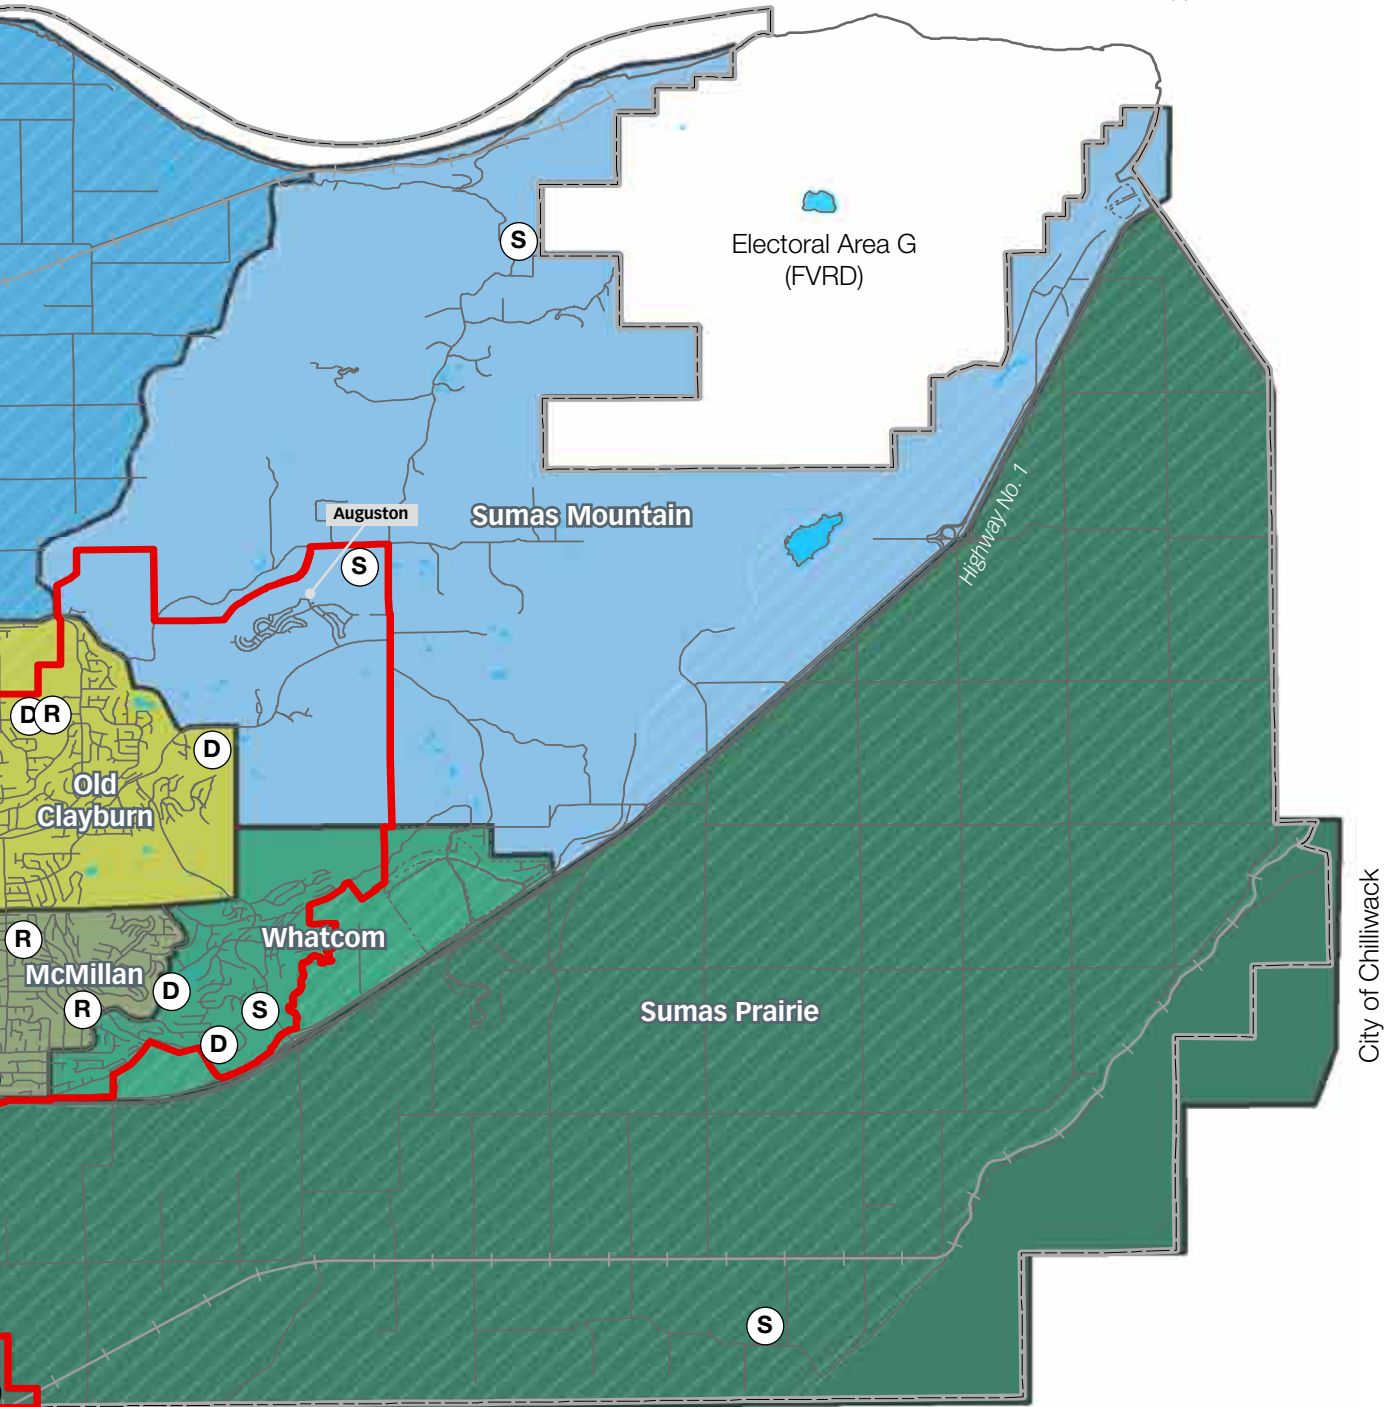 S
Electoral Area G
(FVRD)
Highway No. 1
Auguston
Sumas Mountain
S
D
R
D
Old
Clayburn
R
McMillan
R
D
Whatcom
S
D
Sumas Prairie
City of Chilliwack
S